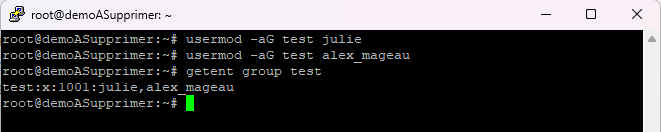 root@demoASupprimer: ~
root@demoASupprimer:~# usermod -aG test julie
root@demoASupprimer:~# usermod -aG test alex_mageau
root@demoASupprimer:~# getent group test
test:x:1001:julie,alex_mageau
root@demoASupprimer:~#